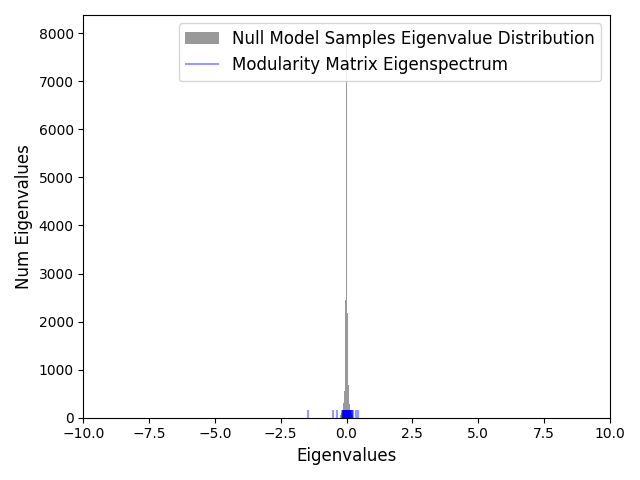 Null Model Samples Eigenvalue Distribution
Modularity Matrix Eigenspectrum
8000
7000
6000
5000
4000
3000
2000
1000
0
Num Eigenvalues
−10.0 −7.5 −5.0 −2.5 0.0 2.5 5.0 7.5 10.0
Eigenvalues